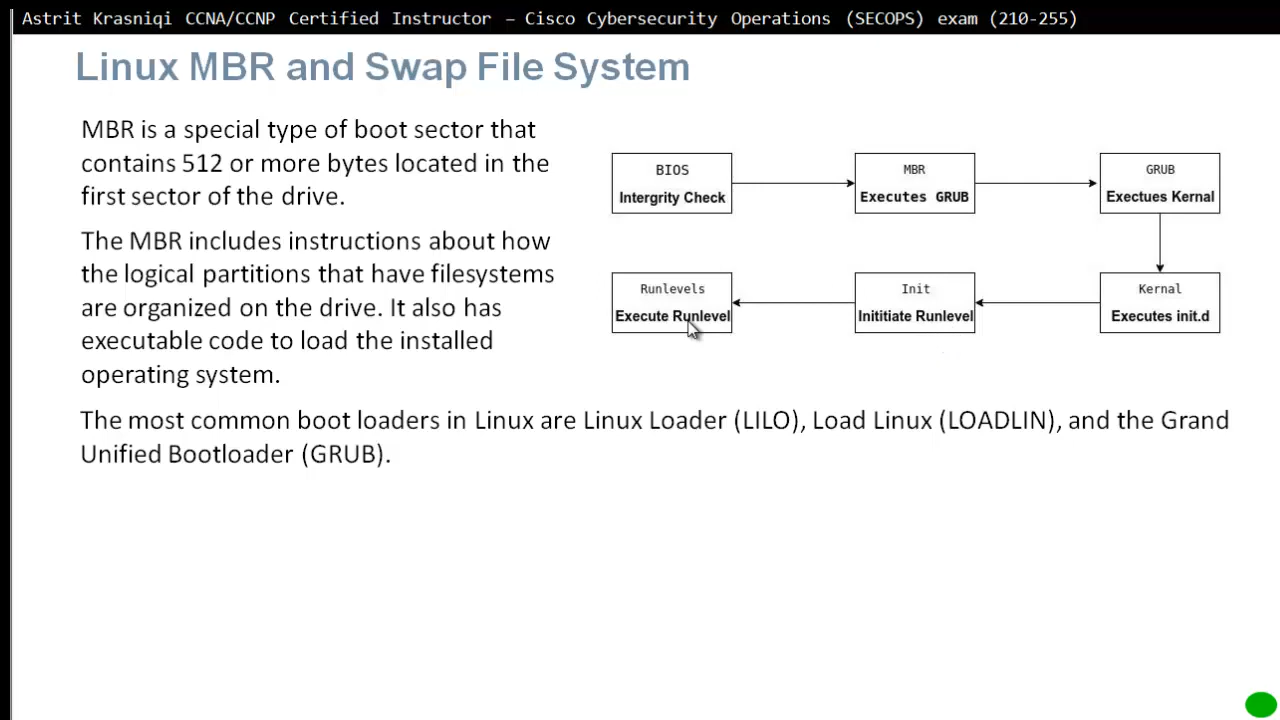 Astrit Krasniqi CCNA/CCNP Certified Instructor – Cisco Cybersecurity Operations (SECOPS) exam (210-255)
Linux MBR and Swap File System
MBR is a special type of boot sector that
contains 512 or more bytes located in the
first sector of the drive.
The MBR includes instructions about how
the logical partitions that have filesystems
are organized on the drive. It also has
executable code to load the installed
operating system.
BIOS
Intergrity Check
MBR
Executes GRUB
GRUB
Exectues Kernal
Kernal
Executes init.d
Init
Inititiate Runlevel
Runlevels
Execute Runlevel
The most common boot loaders in Linux are Linux Loader (LILO), Load Linux (LOADLIN), and the Grand
Unified Bootloader (GRUB).